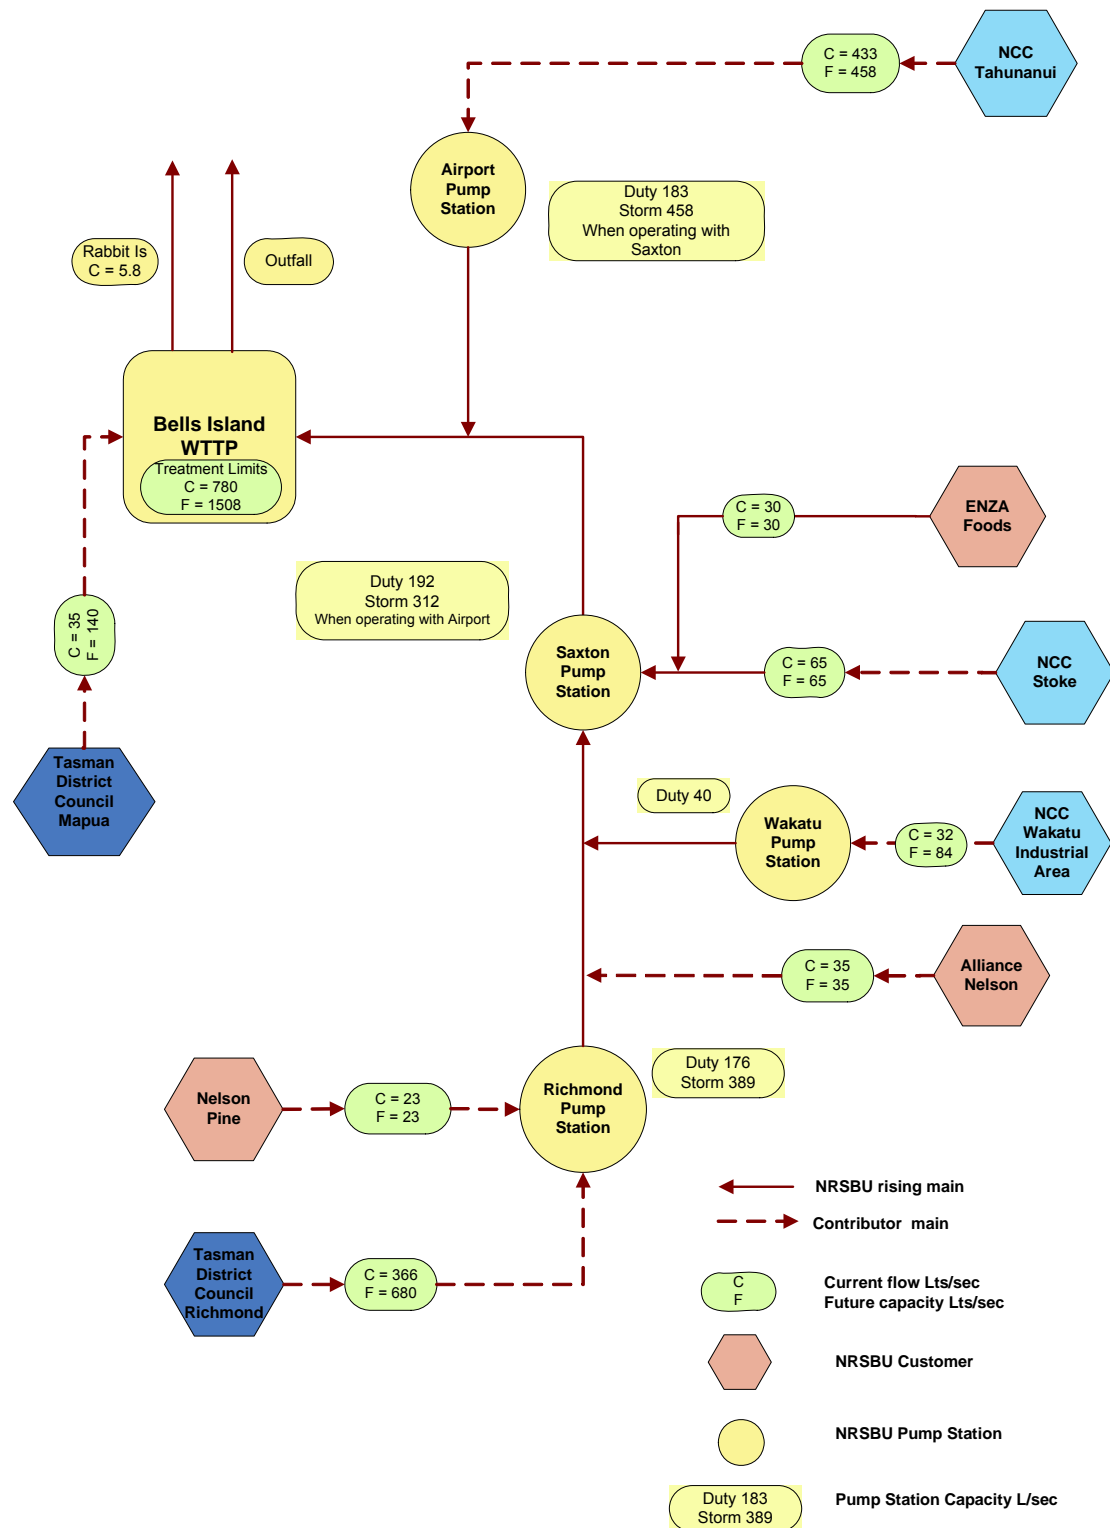 C = 433
F = 458
NCC
Tahunanui
Airport
Pump
Station
Duty 183
Storm 458
When operating with
Saxton
Rabbit Is
C = 5.8
Outfall
Bells Island
WTTP
Treatment Limits
C = 780
F = 1508
C = 30
F = 30
ENZA
Foods
Duty 192
Storm 312
When operating with Airport
C = 35
F = 140
Saxton
Pump
Station
C = 65
F = 65
NCC
Stoke
Tasman
District
Council
Mapua
Duty 40
Wakatu
Pump
Station
C = 32
F = 84
NCC
Wakatu
Industrial
Area
C = 35
F = 35
Alliance
Nelson
Nelson
Pine
C = 23
F = 23
Richmond
Pump
Station
Duty 176
Storm 389
Tasman
District
Council
Richmond
C = 366
F = 680
NRSBU rising main
Contributor main
C
F
Current flow Lts/sec
Future capacity Lts/sec
NRSBU Customer
NRSBU Pump Station
Duty 183
Storm 389
Pump Station Capacity L/sec